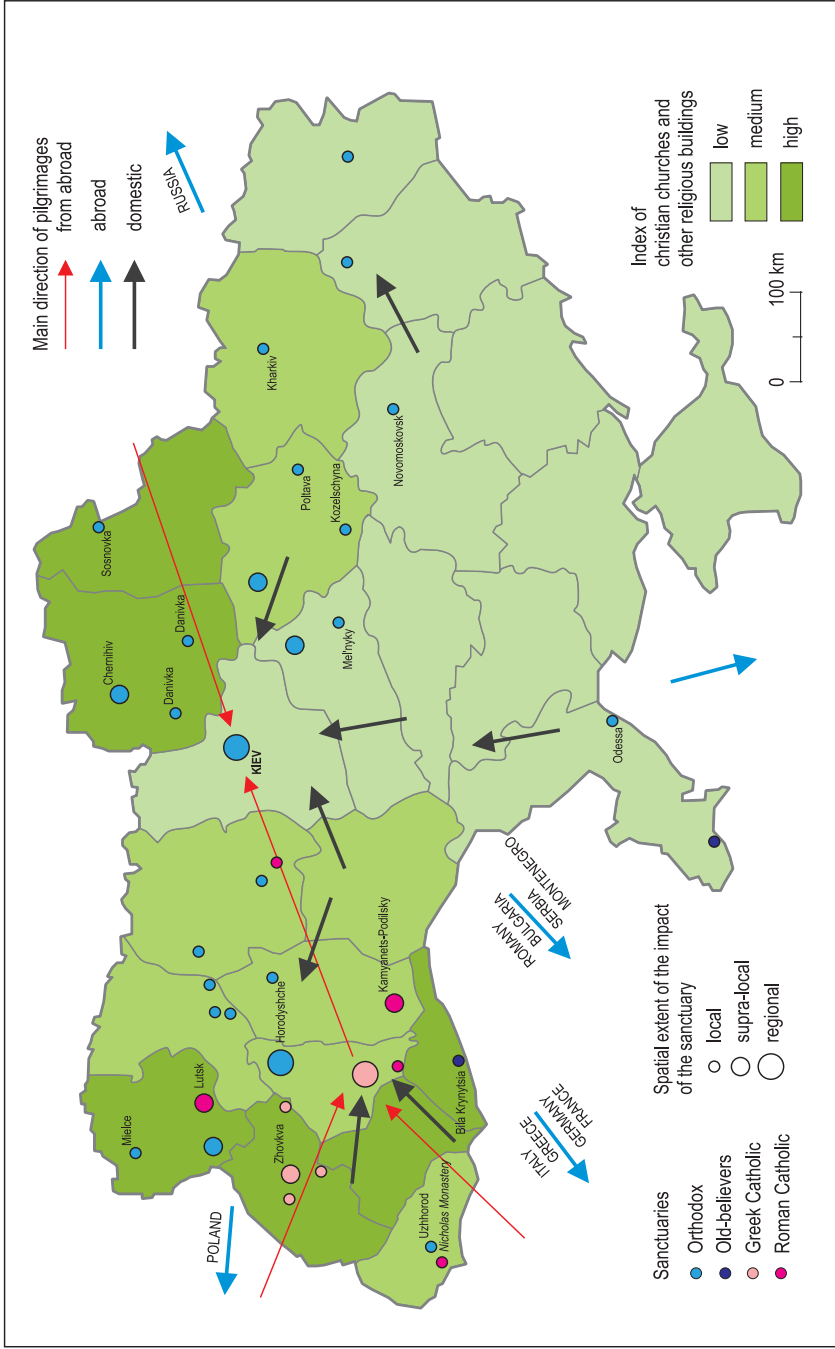 Main direction of pilgrimages
from abroad
abroad
domestic
RUSSIA
Sosnovka
Chernihiv
Danivka
Danivka
Kharkiv
Poltava
Kozelschyna
KIEV
Mel'nyky
Novomoskovsk
Odessa
Mielce
Lutsk
Horodyshche
Zhovkva
Kamyanets-Podilsky
Bila Krynytsia
Uzhhorod
Nicholas Monastery
POLAND
ROMANY
BULGARIA
SERBIA
MONTENEGRO
ITALY
GREECE
GERMANY
FRANCE
Sanctuaries
Orthodox
Old-believers
Greek Catholic
Roman Catholic
Spatial extent of the impact
of the sanctuary
local
supra-local
regional
0 100 km
Index of
christian churches and
other religious buildings
low
medium
high